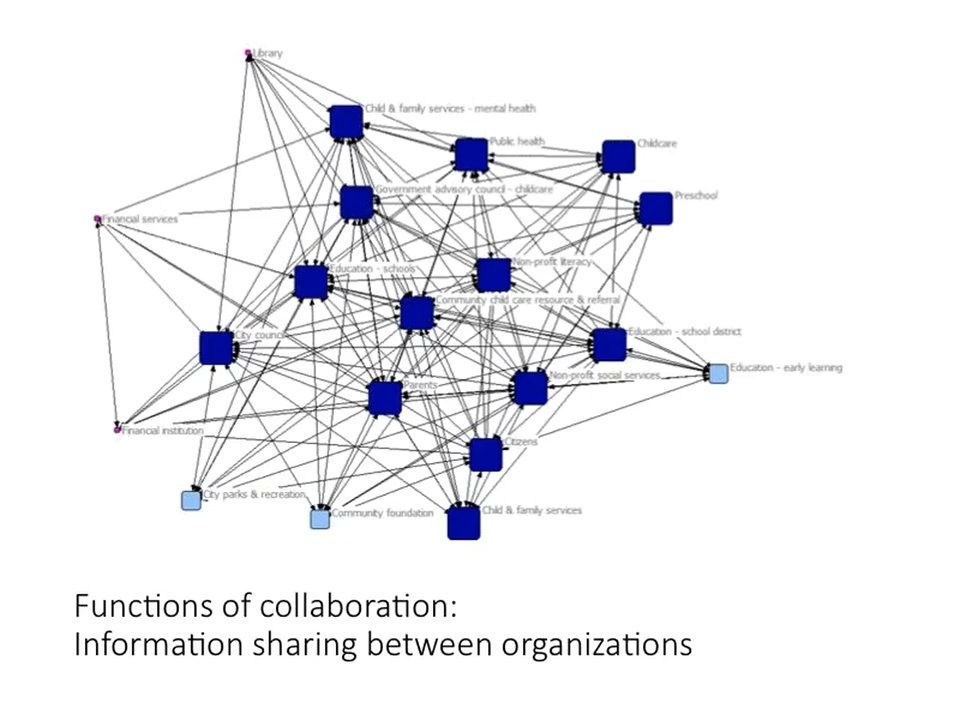 Library
Child & family services - mental health
Public health
Childcare
Government advisory council - childcare
Preschool
Financial services
Non-profit literacy
Education - schools
Community child care resource & referral
City council
Education - school district
Education - early learning
Non-profit social services
Parents
Financial institution
Citizens
City parks & recreation
Community foundation
Child & family services
Functions of collaboration:
Information sharing between organizations